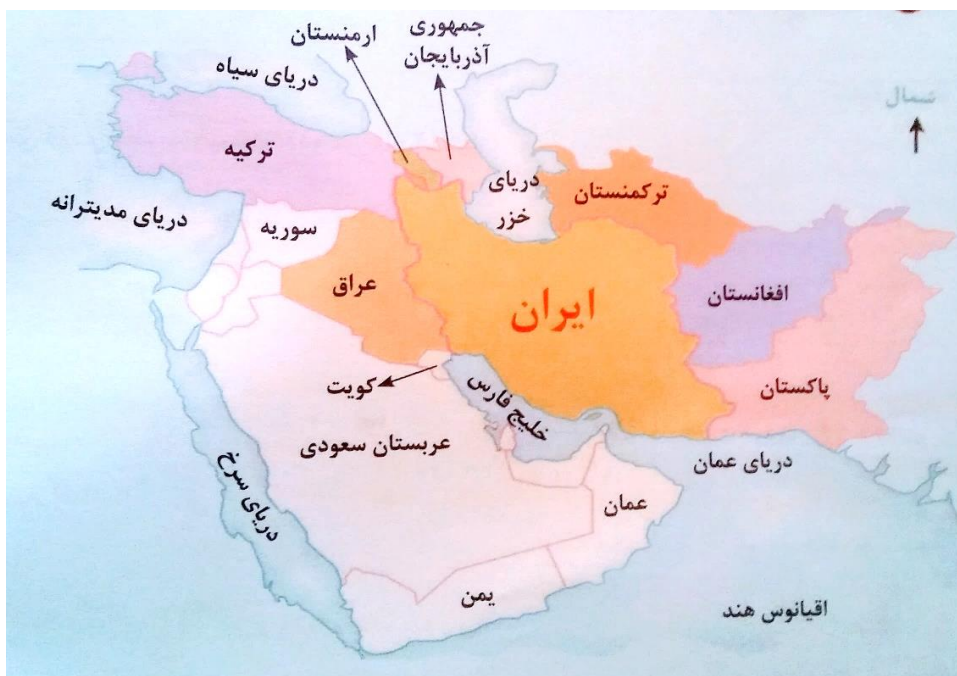 جمهوری
آذربایجان
ارمنستان
دریای سیاه
شمال
ترکیه
دریای
خزر
ترکمنستان
دریای مدیترانه
سوریه
عراق
ایران
افغانستان
پاکستان
کویت
خلیج فارس
عربستان سعودی
دریای عمان
دریای سرخ
عمان
یمن
اقیانوس هند